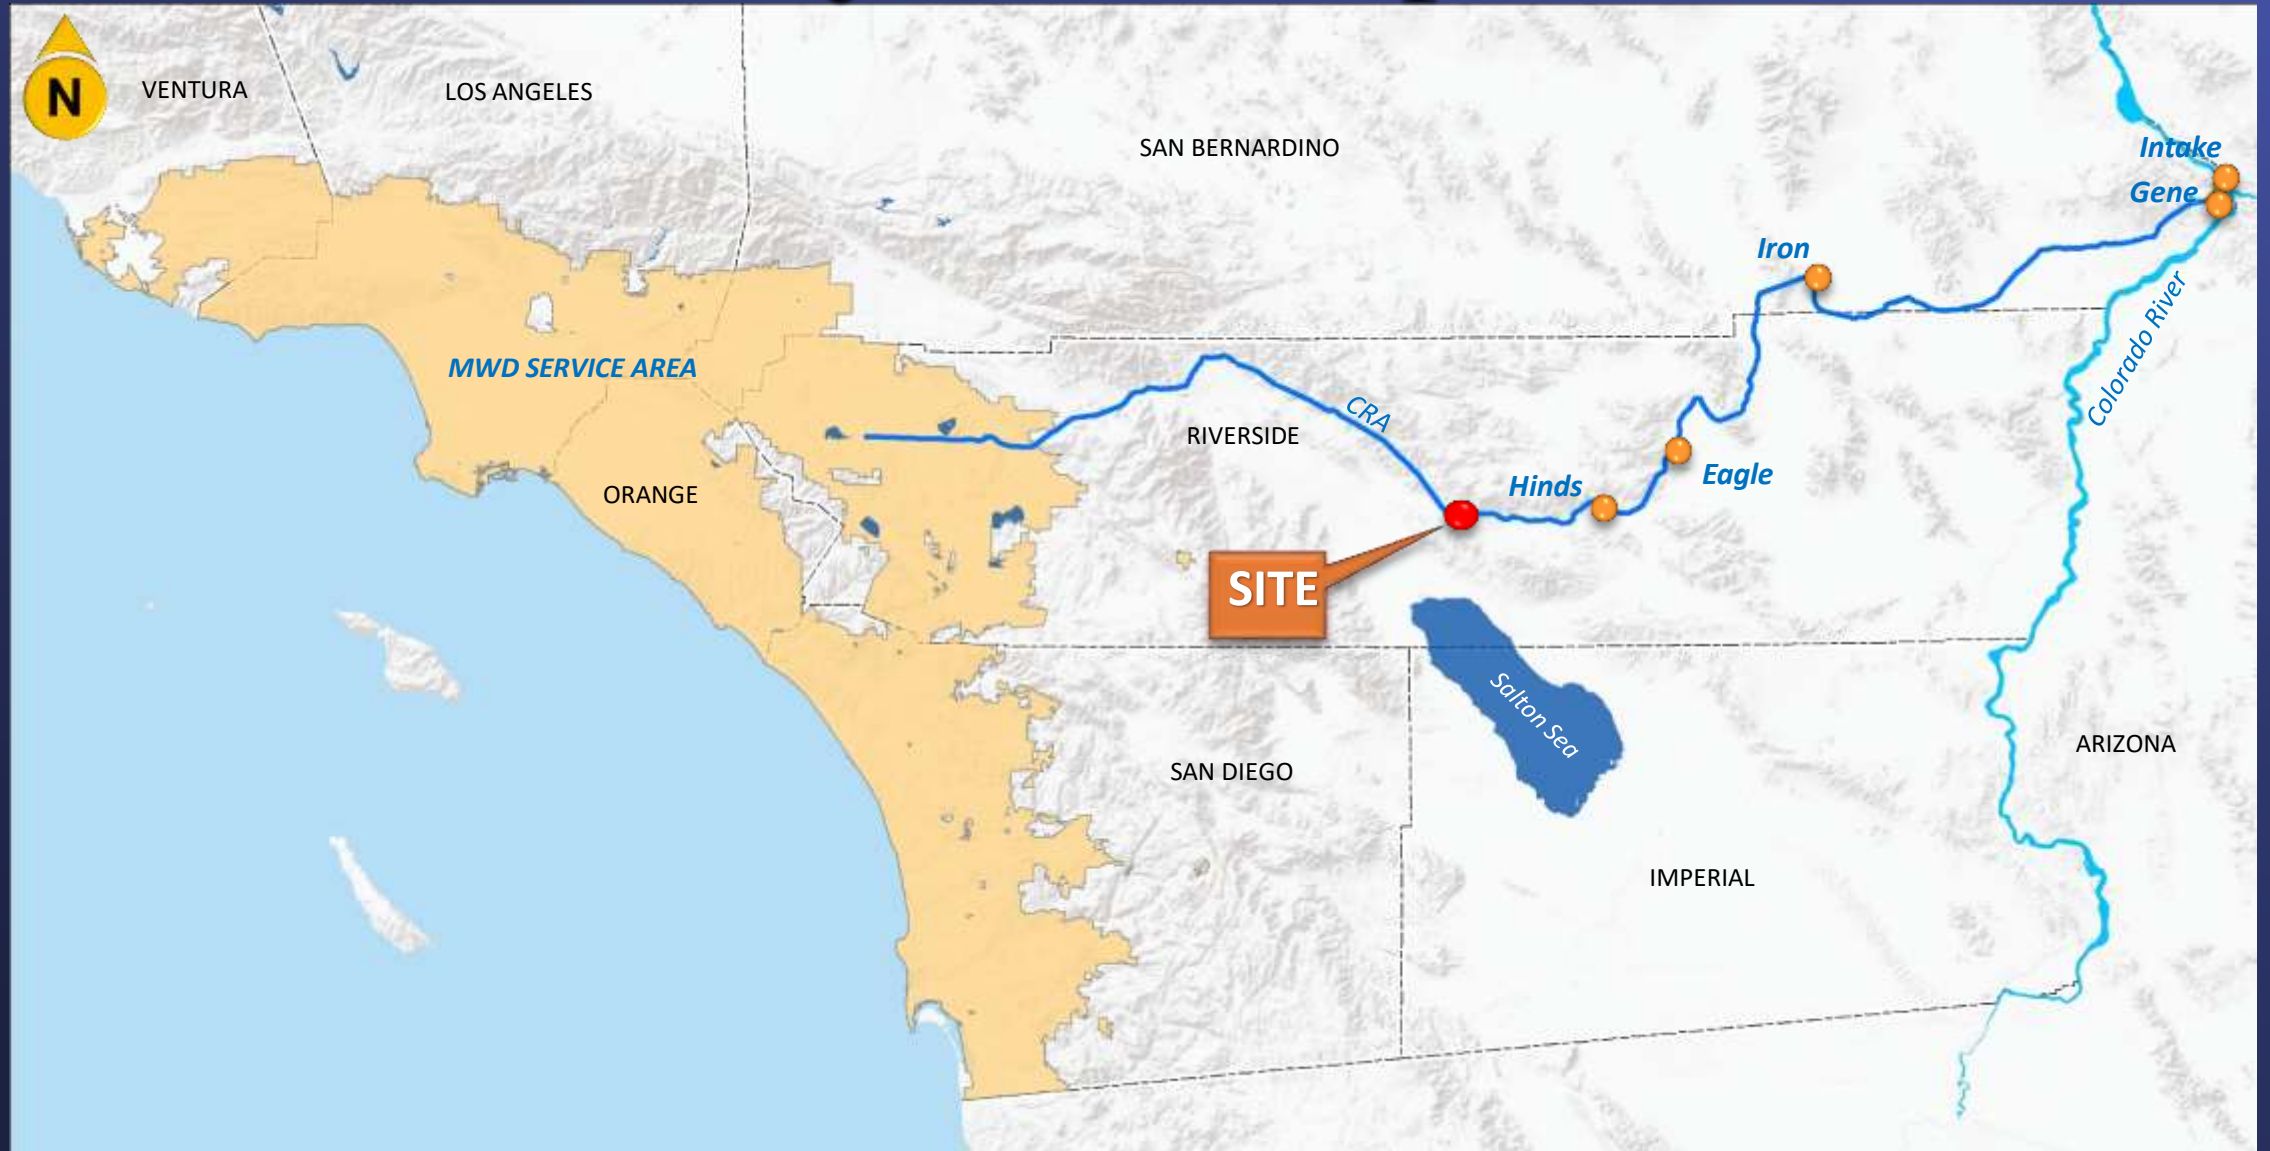 N
VENTURA
LOS ANGELES
SAN BERNARDINO
Intake
Gene
Iron
Colorado River
MWD SERVICE AREA
CRA
RIVERSIDE
Hinds
Eagle
ORANGE
SITE
Salton Sea
ARIZONA
SAN DIEGO
IMPERIAL